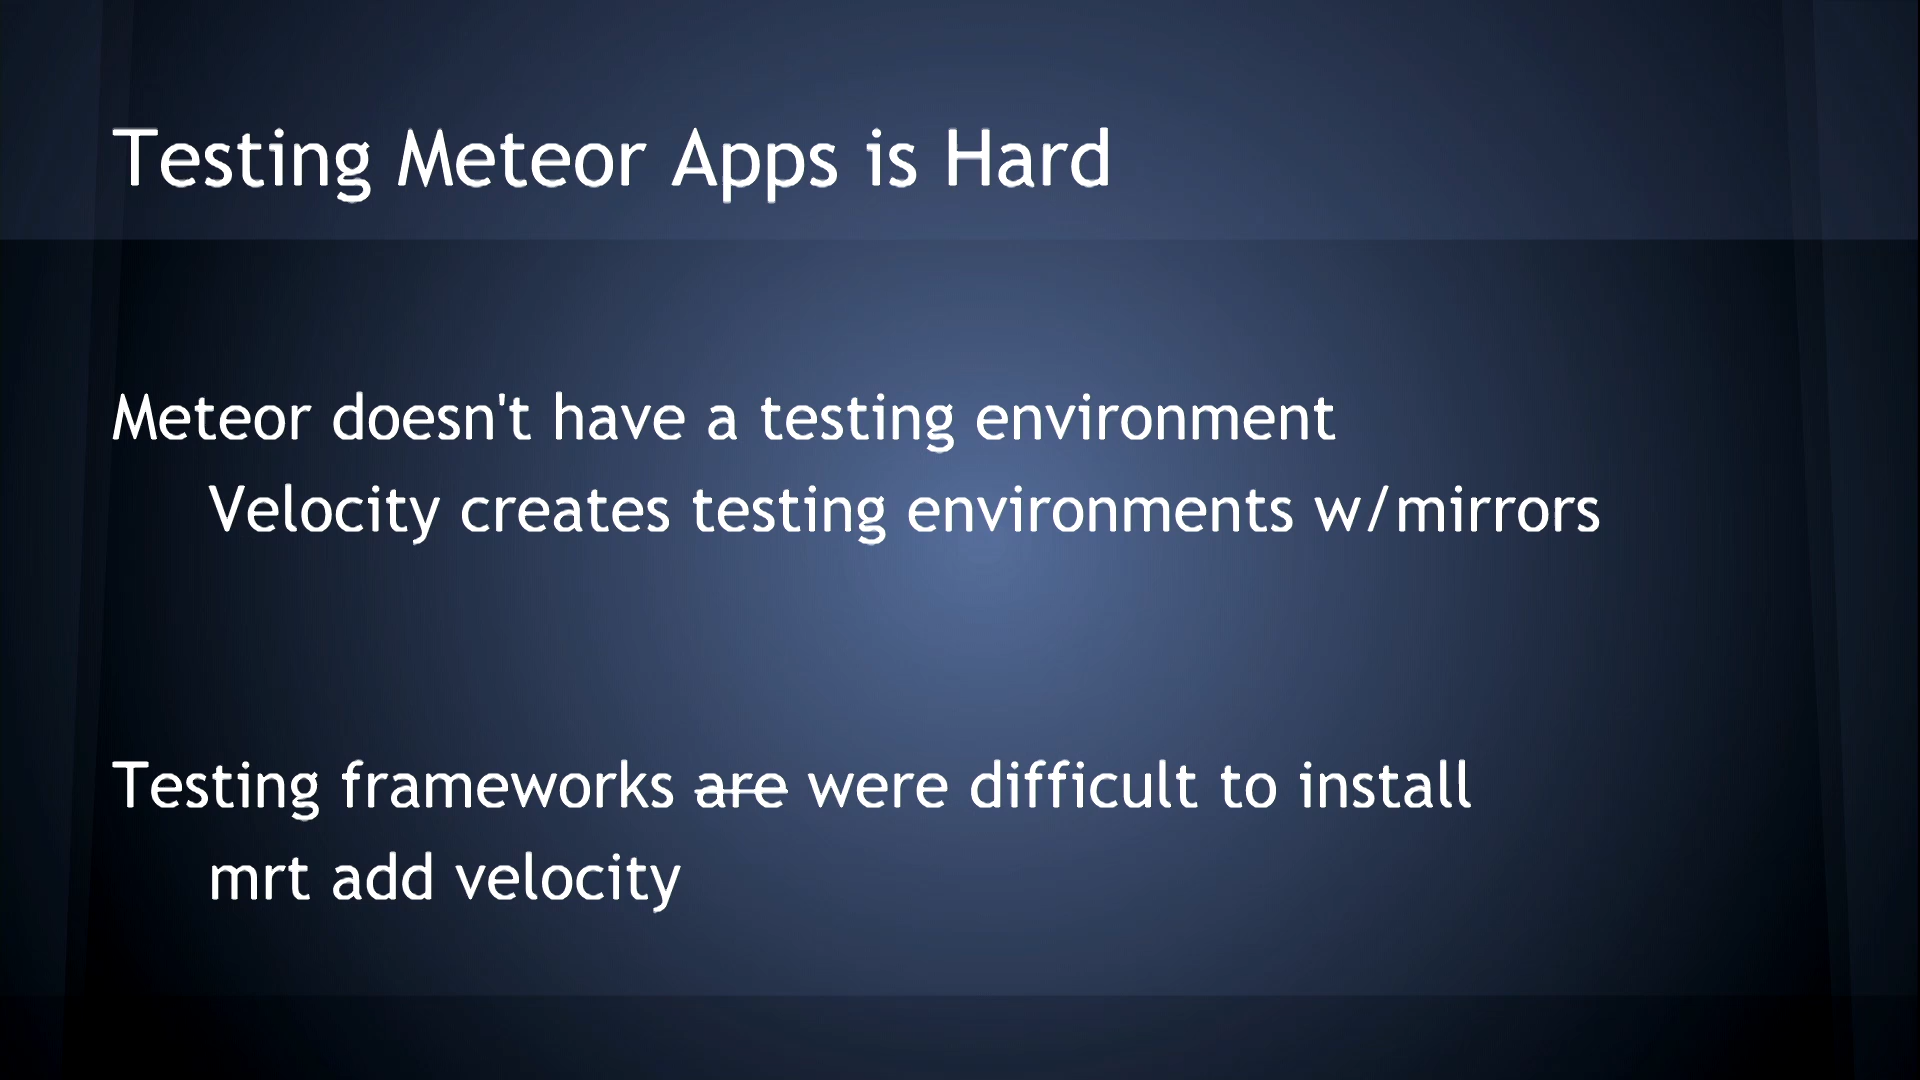 Testing Meteor Apps is Hard
Meteor doesn't have a testing environment
Velocity creates testing environments w/mirrors
Testing frameworks are were difficult to install
mrt add velocity